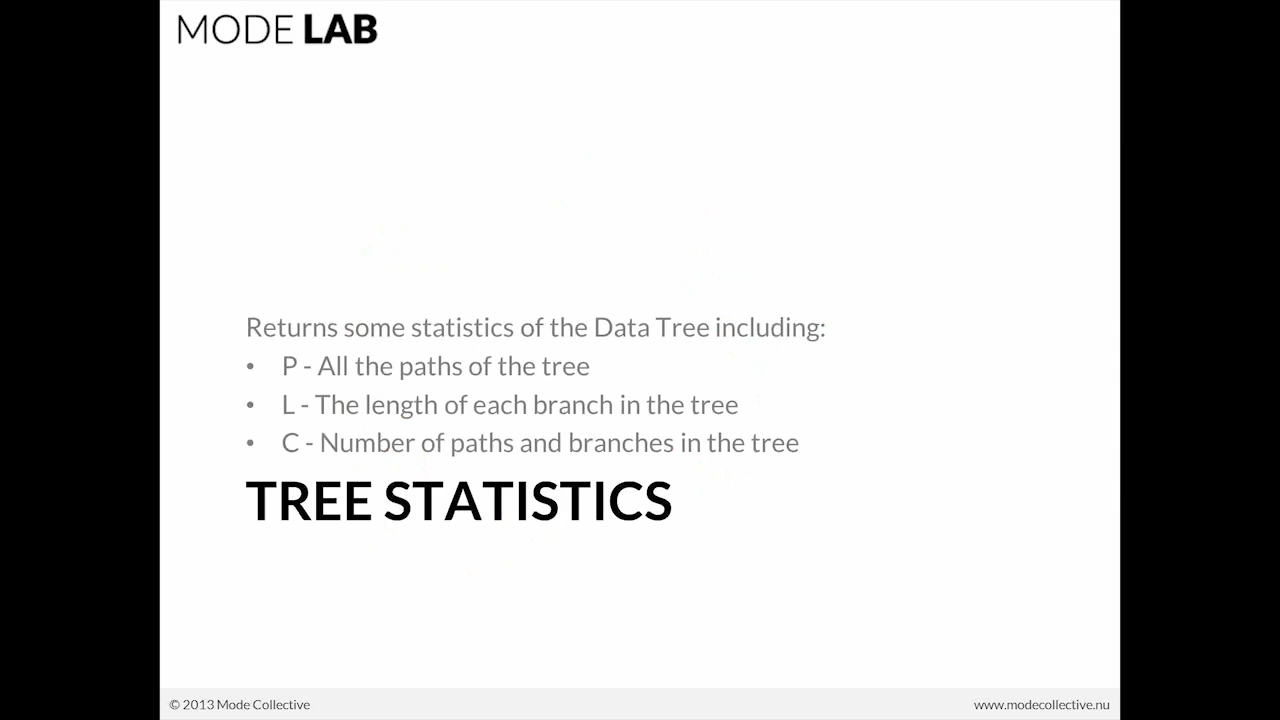 MODE LAB
Returns some statistics of the Data Tree including:
• P - All the paths of the tree
• L - The length of each branch in the tree
• C - Number of paths and branches in the tree
TREE STATISTICS
© 2013 Mode Collective
www.modecollective.nu